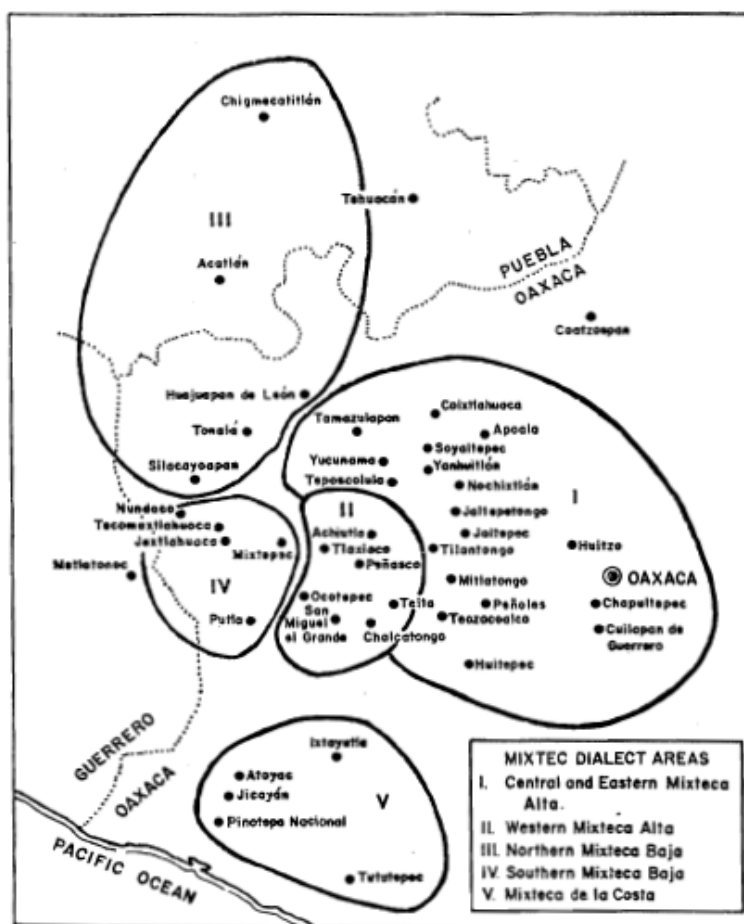 Chigmecatitlán
III
Tehuacán
Acatlán
PUEBLA
OAXACA
Coatzospan
Huajuapan de León
Tonalá
Silacayoapan
Tamazulapan
Coixtlahuaca
Apoala
Soyaltepec
Yucunama
Yanhuitlán
Teposcolula
Nochixtlán
I
II
Jaltepetongo
Achiutla
Jaltepec
Tlaxiaco
Tilantongo
Huitzo
Peñasco
Mitlatongo
OAXACA
Ocotepec
Teita
Peñoles
Chapultepec
San
Miguel
el Grande
Chalcatongo
Teozacoalco
Cuilapan de
Guerrero
Huitepec
Nundaco
Tecomaxtlahuaca
Juxtlahuaca
Mixtepec
Metlatonoc
IV
Putla
GUERRERO
OAXACA
Ixtayutla
Atoyac
Jicayán
V
Pinotepa Nacional
Tututepec
PACIFIC OCEAN
MIXTEC DIALECT AREAS
I. Central and Eastern Mixteca
Alta.
II. Western Mixteca Alta
III. Northern Mixteca Baja
IV. Southern Mixteca Baja
V. Mixteca de la Costa